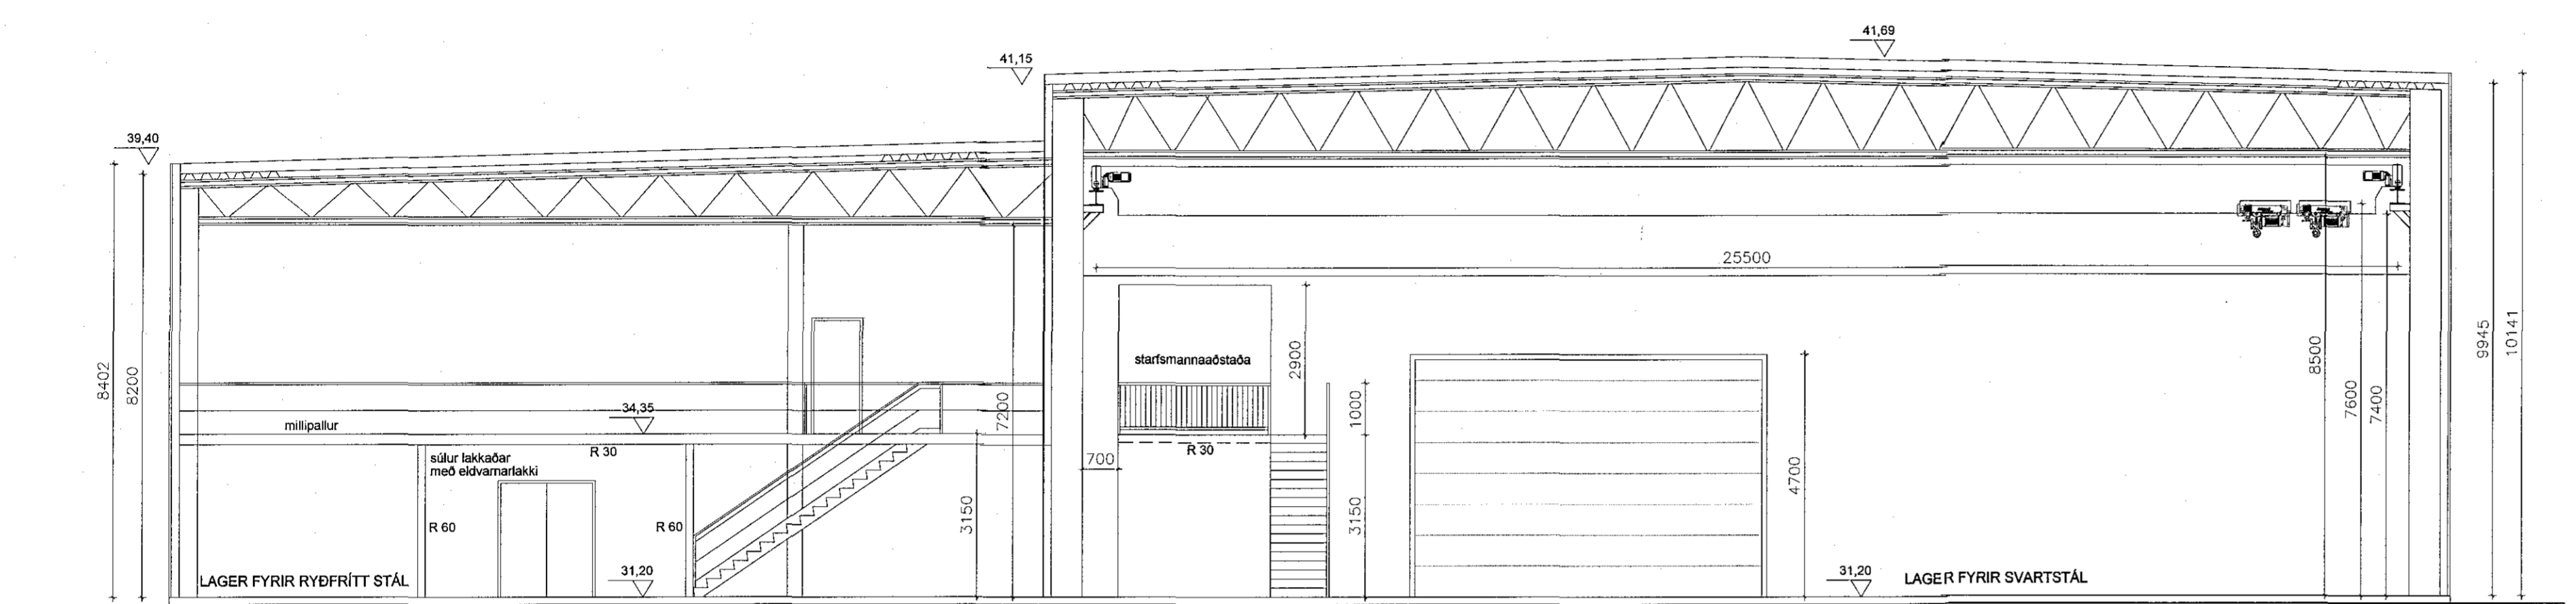 41,69
41,15
39,40
25500
8402
8200
34,35
millipallur
R 30
súlur lakkaðar
með eldvarnarlakki
R 60
R 60
7200
3150
31,20
LAGER FYRIR RYÐFRÍTT STÁL
starfsmannaaðstaða
2900
1000
R 30
700
3150
4700
31,20
LAGER FYRIR SVARTSTÁL
8500
7600
7400
9945
10141